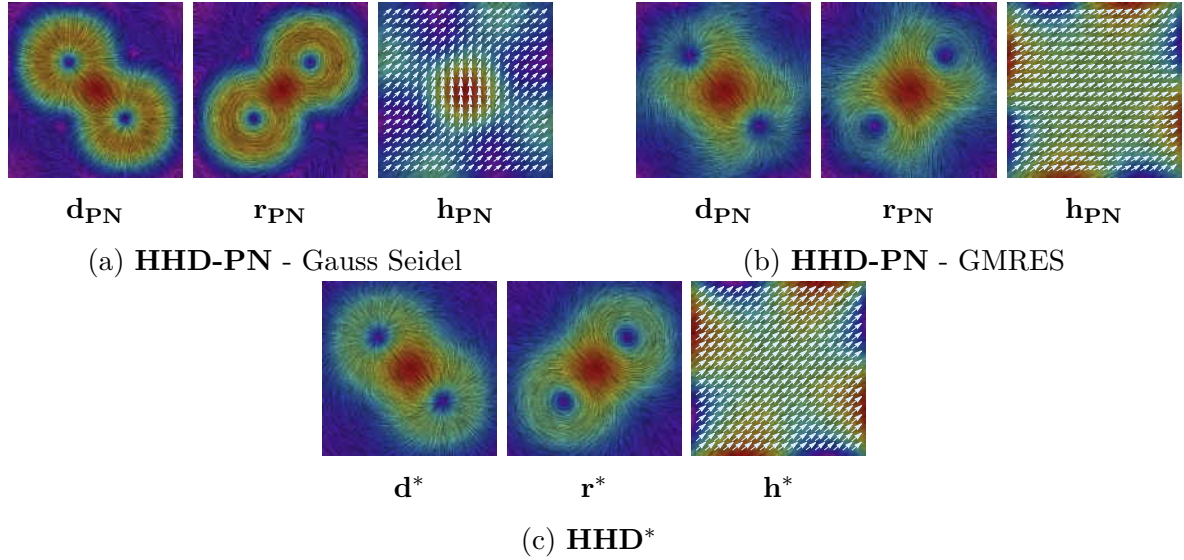 d_PN r_PN h_PN d_PN r_PN h_PN
(a) HHD-PN - Gauss Seidel (b) HHD-PN - GMRES
d* r* h*
(c) HHD*